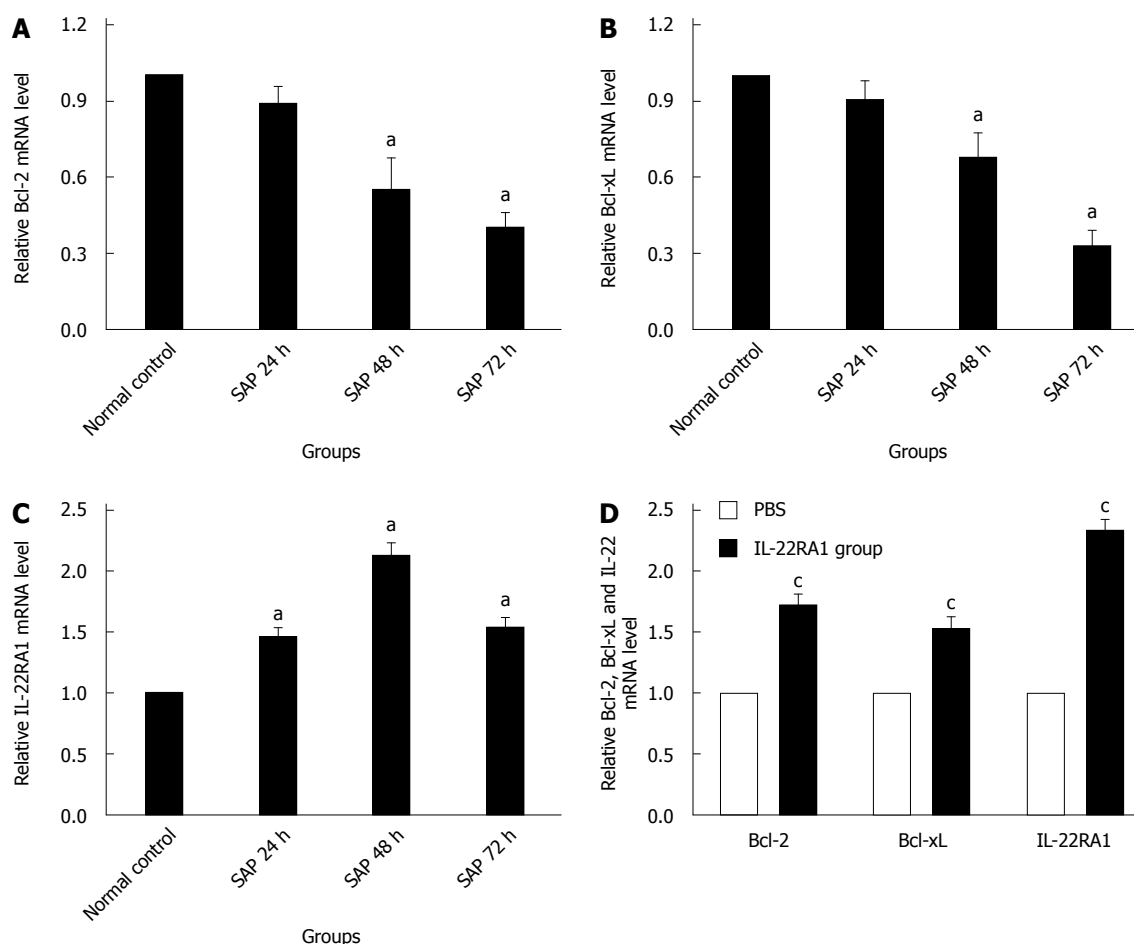 A
Relative Bcl-2 mRNA level
1.2
0.9
0.6
0.3
0.0
a
a
Normal control
SAP 24 h
SAP 48 h
SAP 72 h
Groups
B
Relative Bcl-xL mRNA level
1.2
0.9
0.6
0.3
0.0
a
a
Normal control
SAP 24 h
SAP 48 h
SAP 72 h
Groups
C
Relative IL-22RA1 mRNA level
2.5
2.0
1.5
1.0
0.5
0.0
a
a
a
Normal control
SAP 24 h
SAP 48 h
SAP 72 h
Groups
D
Relative Bcl-2, Bcl-xL and IL-22
mRNA level
2.5
2.0
1.5
1.0
0.5
0.0
PBS
IL-22RA1 group
c
c
c
Bcl-2
Bcl-xL
IL-22RA1